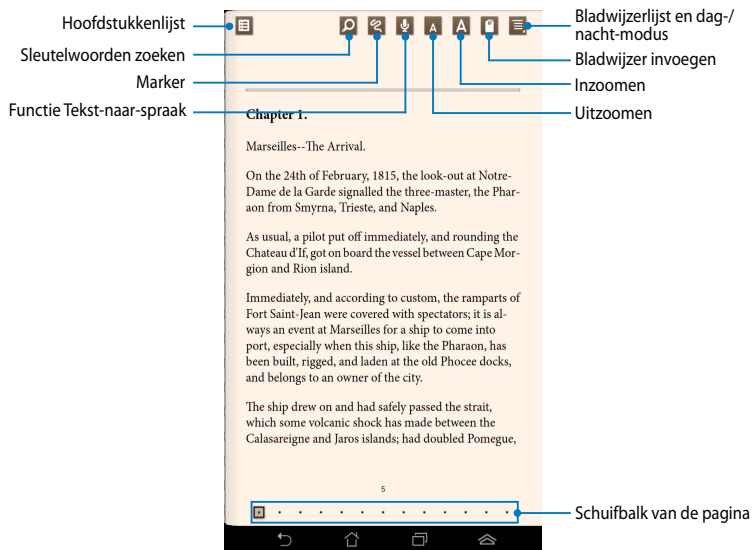 Hoofdstukkenlijst
Sleutelwoorden zoeken
Marker
Functie Tekst-naar-spraak
Bladwijzerlijst en dag-/
nacht-modus
Bladwijzer invoegen
Inzoomen
Uitzoomen
A
A
Chapter 1.
Marseilles--The Arrival.
On the 24th of February, 1815, the look-out at Notre-
Dame de la Garde signalled the three-master, the Phar-
aon from Smyrna, Trieste, and Naples.
As usual, a pilot put off immediately, and rounding the
Chateau d'If, got on board the vessel between Cape Mor-
gion and Rion island.
Immediately, and according to custom, the ramparts of
Fort Saint-Jean were covered with spectators; it is al-
ways an event at Marseilles for a ship to come into
port, especially when this ship, like the Pharaon, has
been built, rigged, and laden at the old Phocee docks,
and belongs to an owner of the city.
The ship drew on and had safely passed the strait,
which some volcanic shock has made between the
Calasareigne and Jaros islands; had doubled Pomegue,
5
Schuifbalk van de pagina